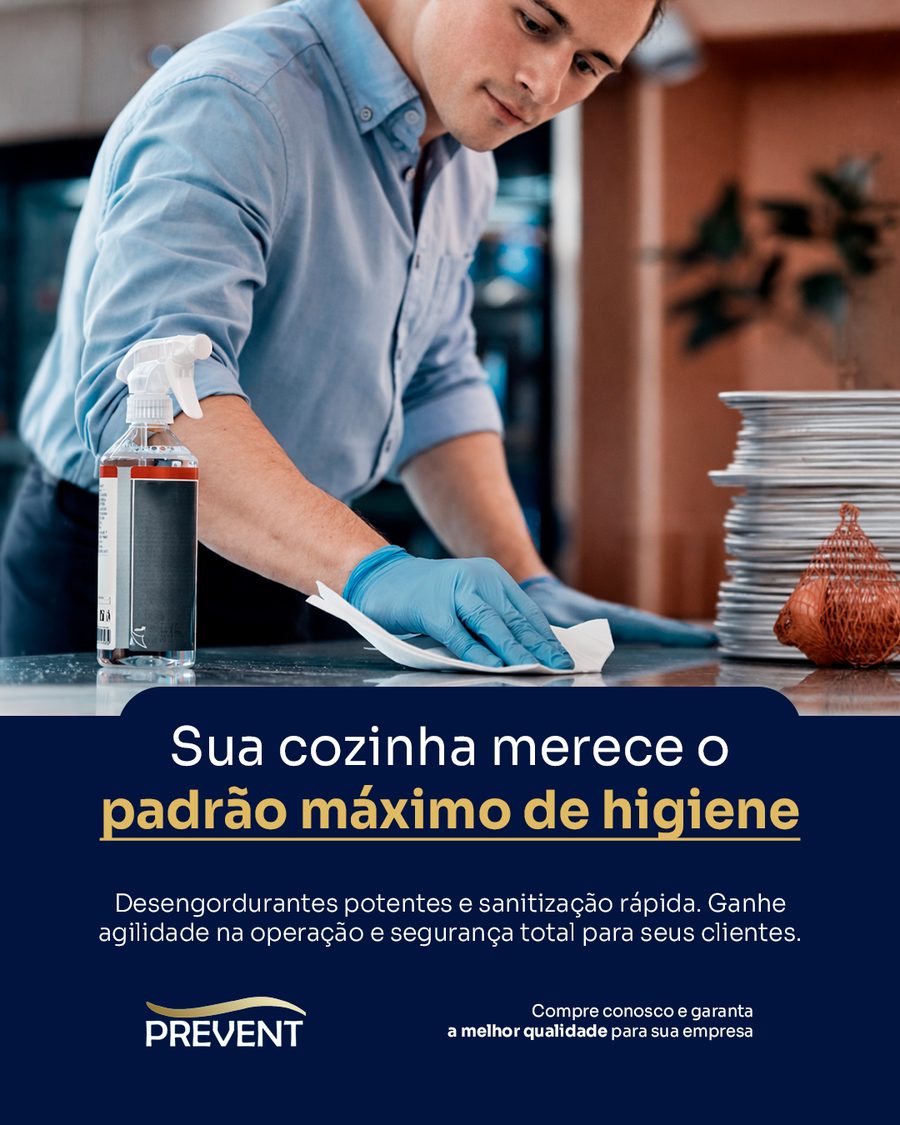 Sua cozinha merece o
padrão máximo de higiene
Desengordurantes potentes e sanitização rápida. Ganhe
agilidade na operação e segurança total para seus clientes.
PREVENT
Compre conosco e garanta
a melhor qualidade para sua empresa